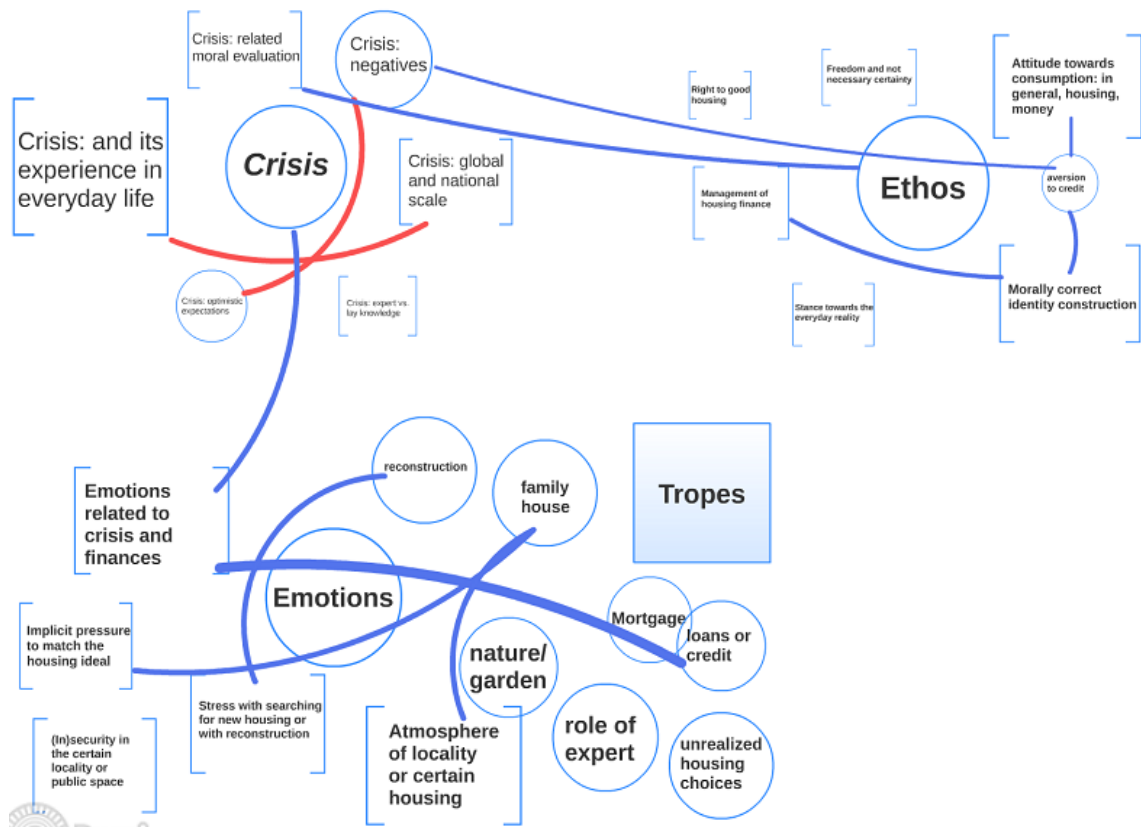 Crisis: related
moral evaluation
Crisis:
negatives
Crisis: and its
experience in
everyday life
Crisis
Crisis: global
and national
scale
Crisis: optimistic
expectations
Crisis: expert vs.
lay knowledge
Right to good
housing
Freedom and not
necessary certainty
Attitude towards
consumption: in
general, housing,
money
Management of
housing finance
Ethos
aversion
to credit
Stance towards the
everyday reality
Morally correct
identity construction
Emotions
related to
crisis and
finances
reconstruction
family
house
Tropes
Emotions
Mortgage
loans or
credit
Implicit pressure
to match the
housing ideal
nature/
garden
Stress with searching
for new housing or
with reconstruction
Atmosphere
of locality
or certain
housing
role of
expert
unrealized
housing
choices
(In)security in
the certain
locality or
public space